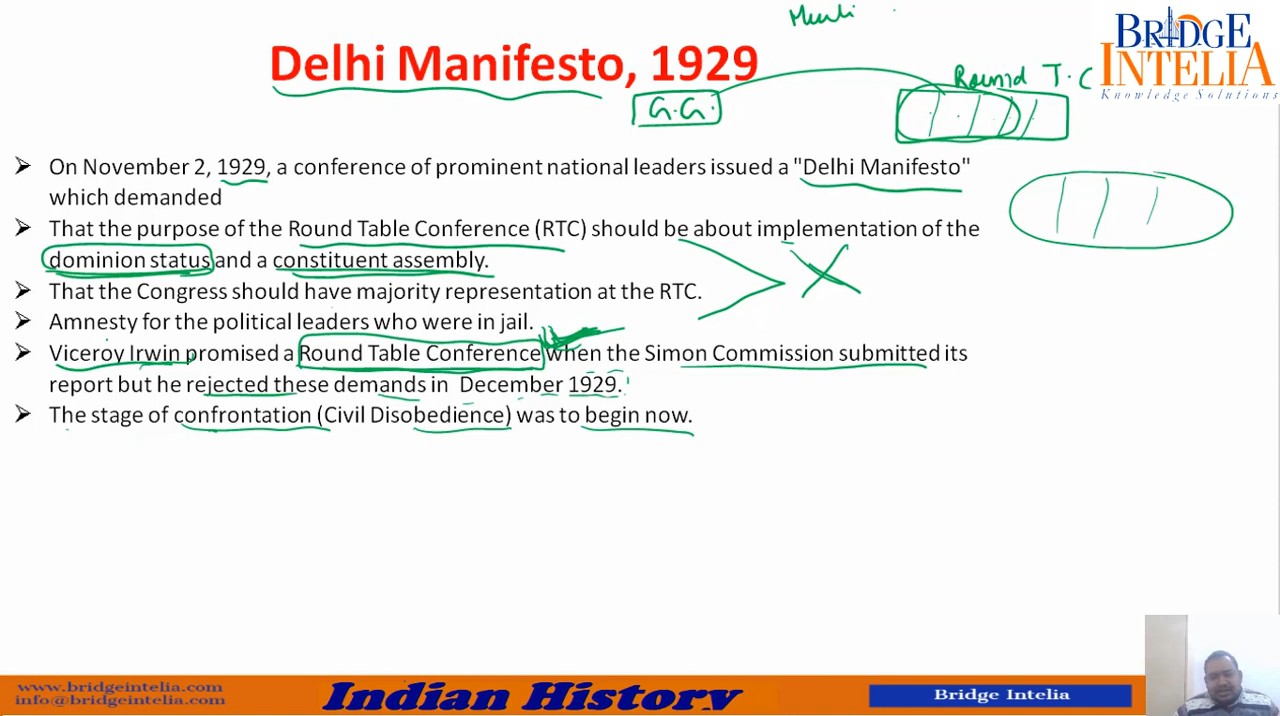 Delhi Manifesto, 1929
G.G.
Round T.C
BRIDGE
INTELIA
Knowledge Solutions
➢ On November 2, 1929, a conference of prominent national leaders issued a "Delhi Manifesto"
which demanded
➢ That the purpose of the Round Table Conference (RTC) should be about implementation of the
dominion status and a constituent assembly.
➢ That the Congress should have majority representation at the RTC.
➢ Amnesty for the political leaders who were in jail.
➢ Viceroy Irwin promised a Round Table Conference when the Simon Commission submitted its
report but he rejected these demands in December 1929.
➢ The stage of confrontation (Civil Disobedience) was to begin now.
www.bridgeintelia.com
info@bridgeintelia.com
Indian History
Bridge Intelia